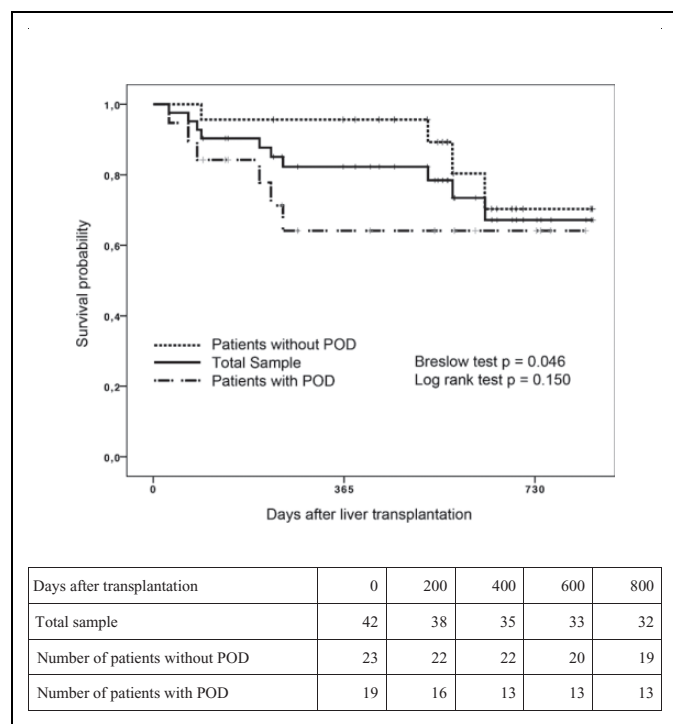 1,0
0,8
0,6
0,4
0,2
0,0
Survival probability
Patients without POD
Total Sample
Patients with POD
Breslow test p = 0.046
Log rank test p = 0.150
0 365 730
Days after liver transplantation
Days after transplantation 0 200 400 600 800
Total sample 42 38 35 33 32
Number of patients without POD 23 22 22 20 19
Number of patients with POD 19 16 13 13 13